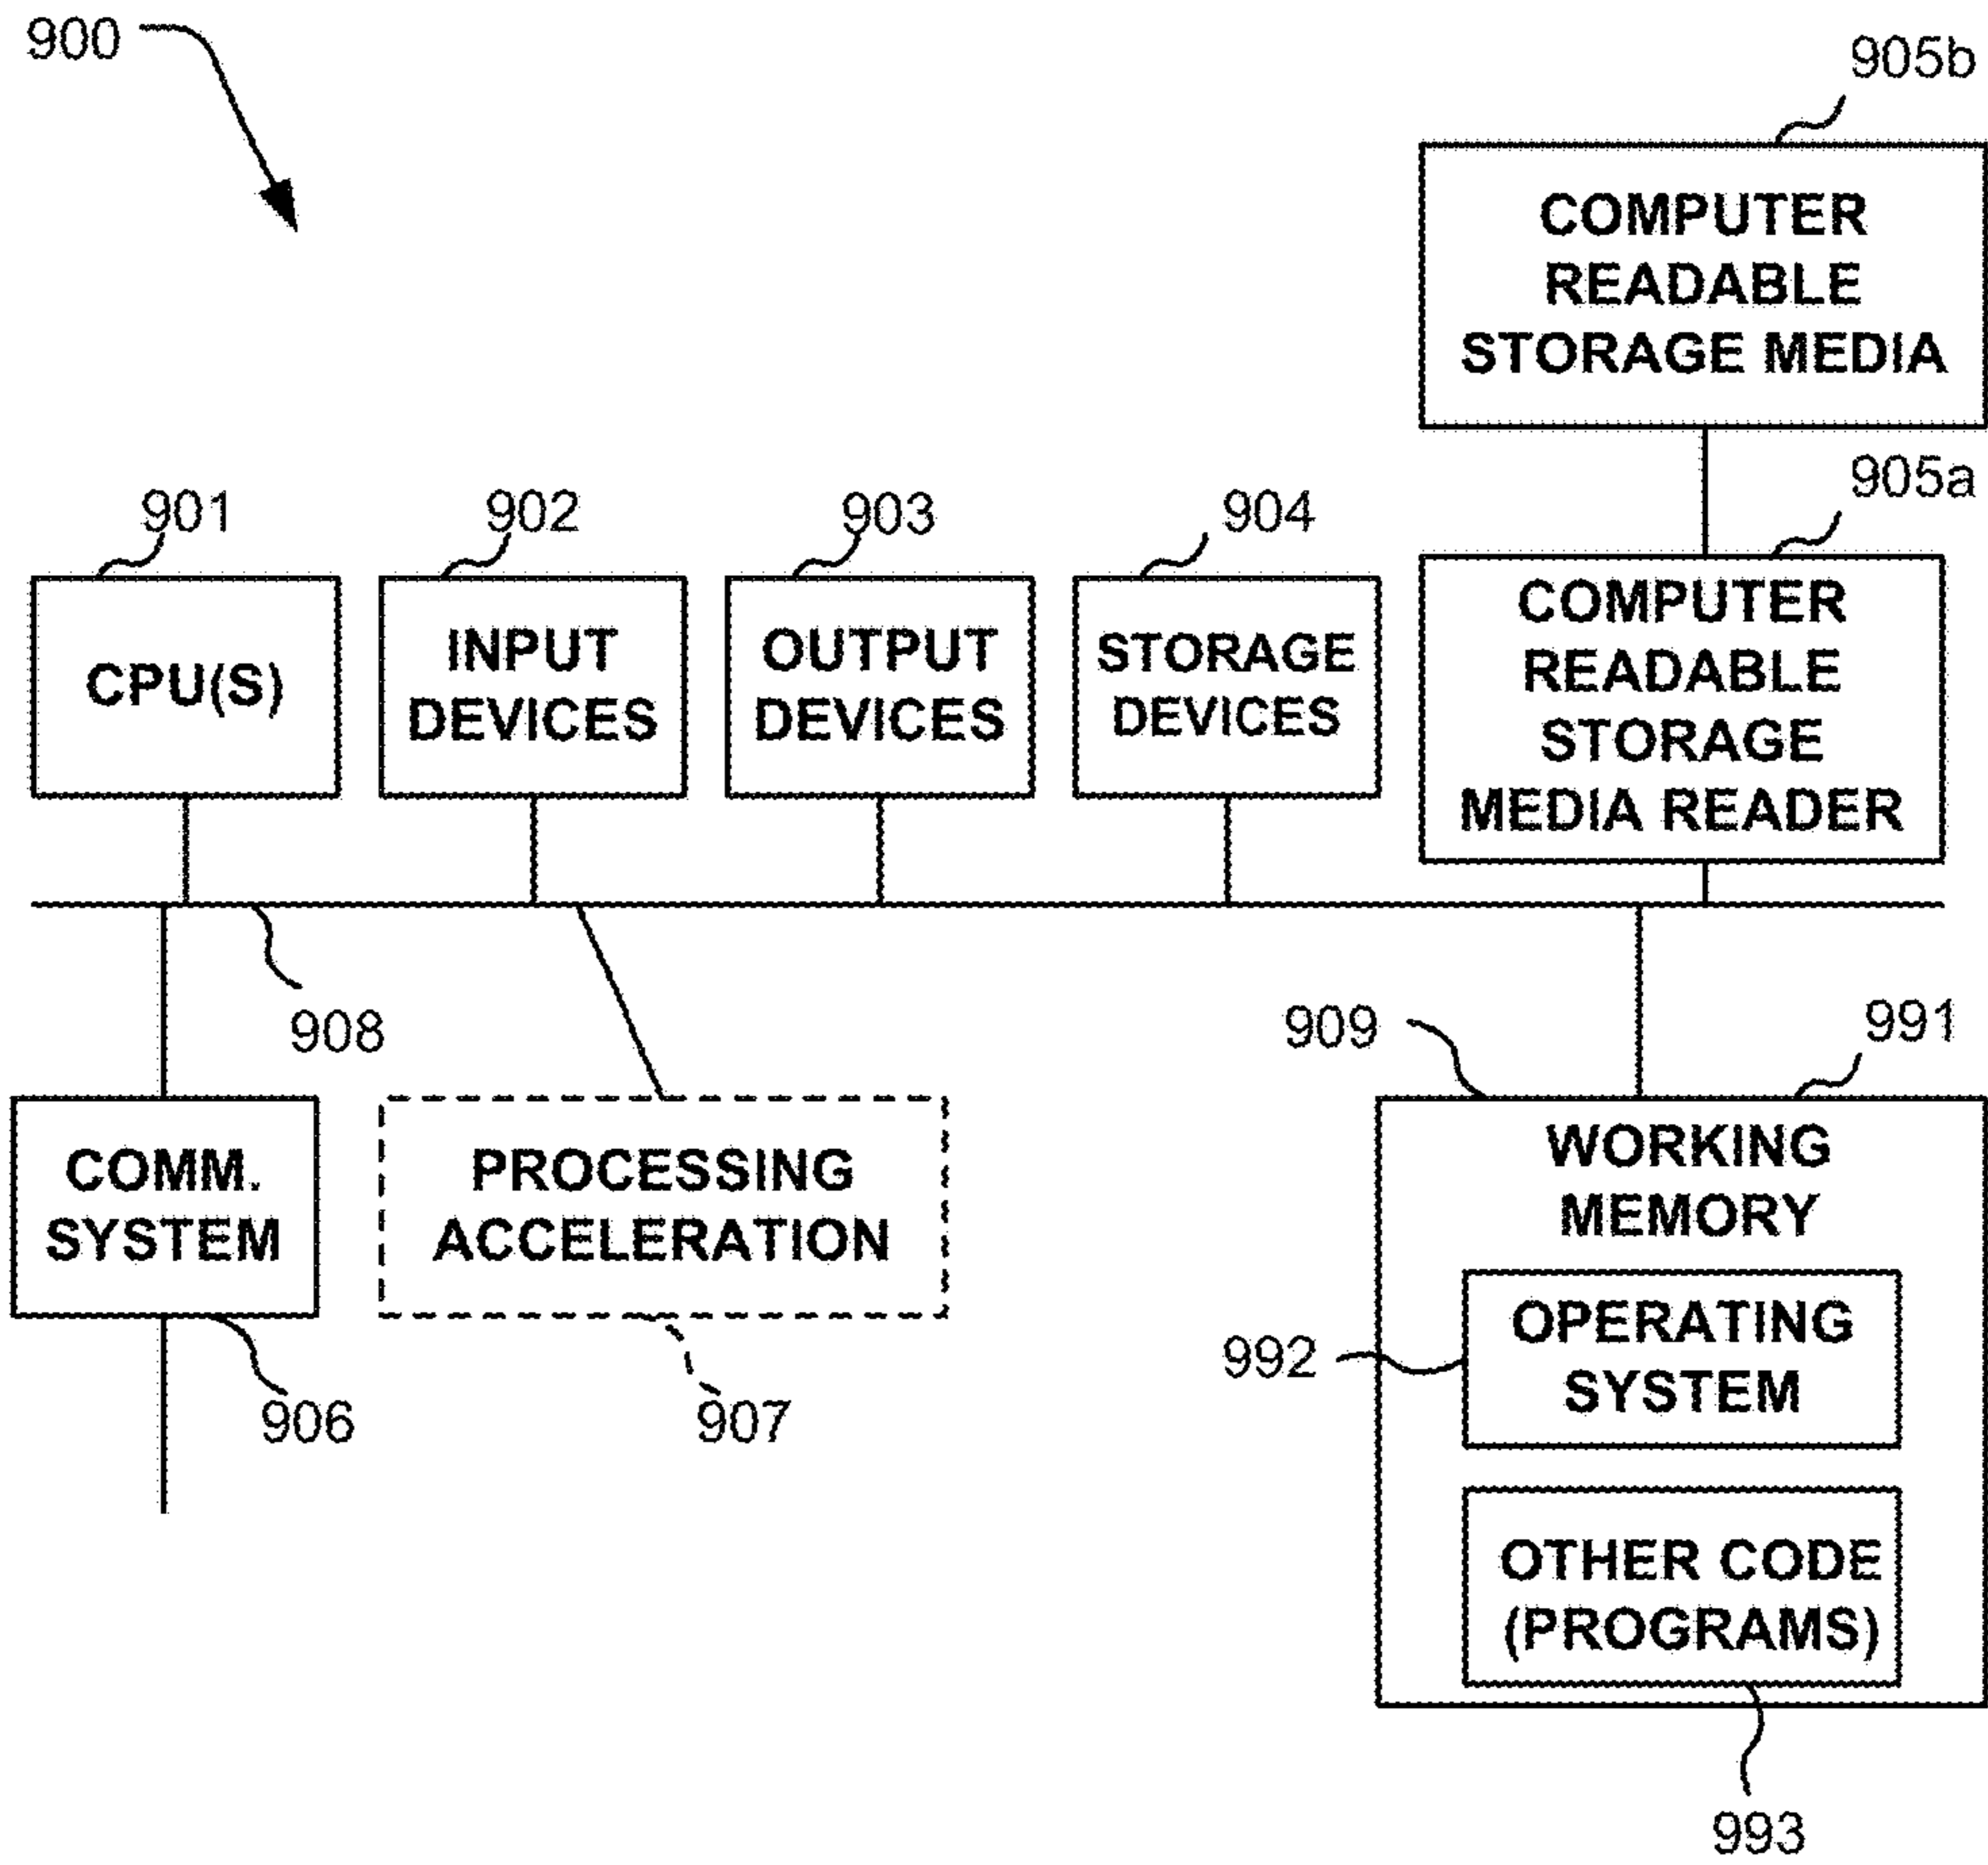 900
905b
COMPUTER
READABLE
STORAGE MEDIA
905a
901
902
903
904
CPU(S)
INPUT
DEVICES
OUTPUT
DEVICES
STORAGE
DEVICES
COMPUTER
READABLE
STORAGE
MEDIA READER
908
909
991
COMM.
SYSTEM
PROCESSING
ACCELERATION
WORKING
MEMORY
906
907
992
OPERATING
SYSTEM
OTHER CODE
(PROGRAMS)
993